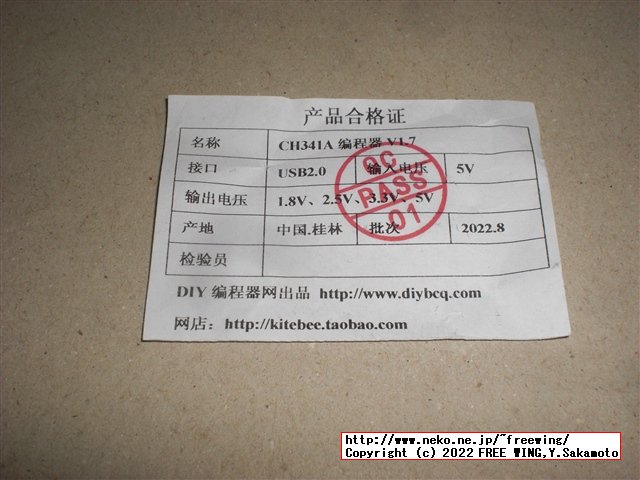 产品合格证
名称 CH341A 编程器 V1.7
接口 USB2.0 输入电压 5V
输出电压 1.8V、2.5V、3.3V、5V
产地 中国.桂林 批次 2022.8
检验员
QC
PASS
01
DIY 编程器网出品 http://www.diybcq.com
网店：http://kitebee.taobao.com
http://www.neko.ne.jp/~freewing/
Copyright (c) 2022 FREE WING,Y.Sakamoto